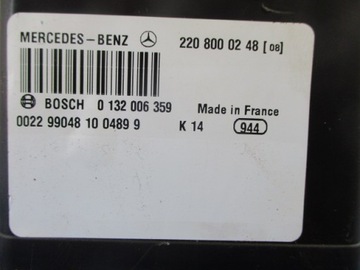 MERCEDES-BENZ 220 800 02 48 [08]
BOSCH 0 132 006 359 Made in France
0022 99048 10 0489 9 K 14 944